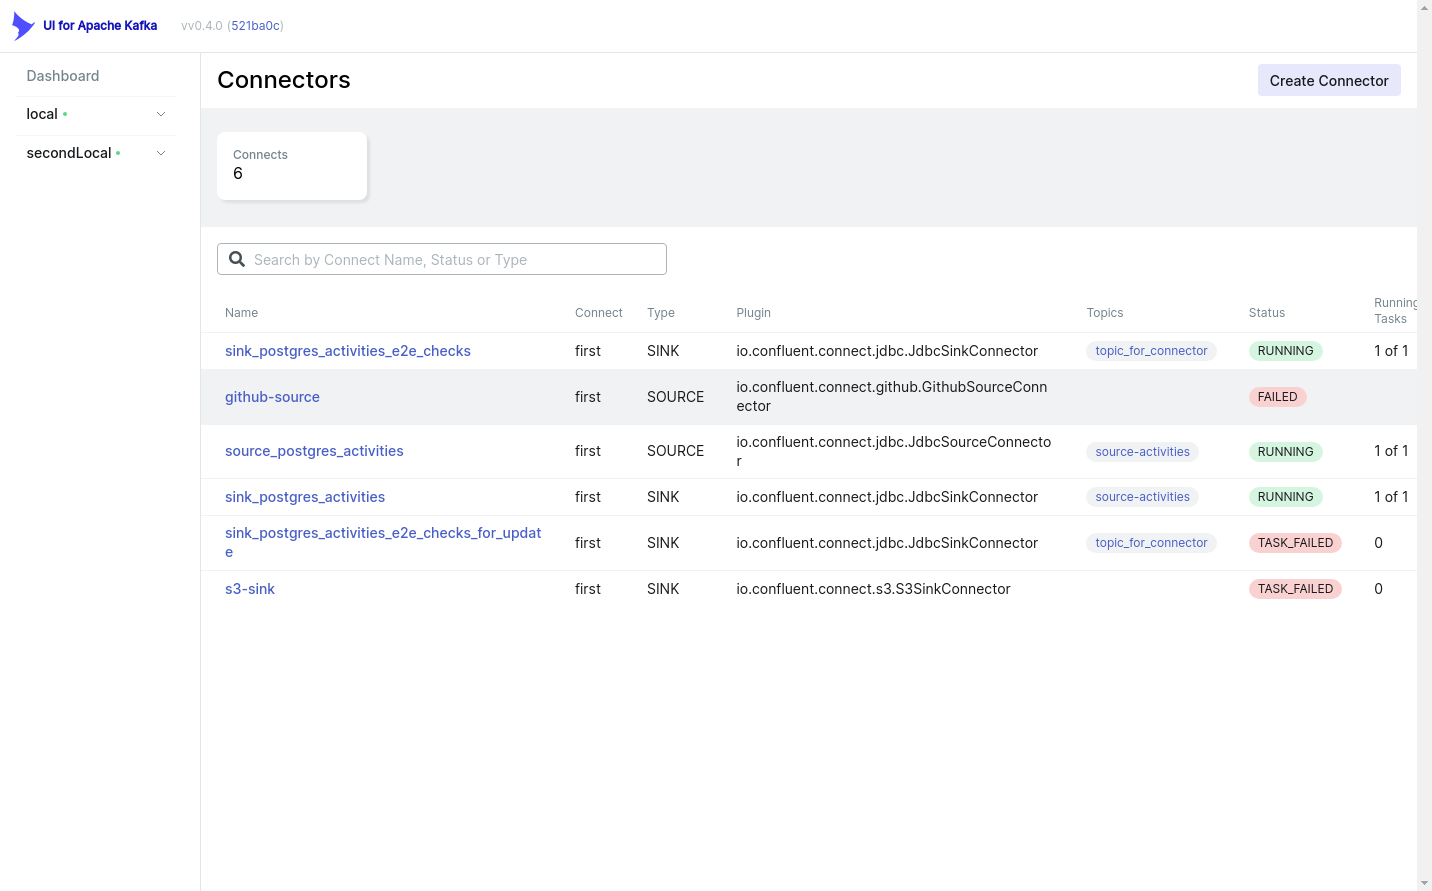 UI for Apache Kafka
vv0.4.0 (521ba0c)
Dashboard
local
secondLocal
Connectors
Create Connector
Connects
6
Search by Connect Name, Status or Type
Name Connect Type Plugin Topics Status Running
Tasks
sink_postgres_activities_e2e_checks first SINK io.confluent.connect.jdbc.JdbcSinkConnector topic_for_connector RUNNING 1 of 1
github-source first SOURCE io.confluent.connect.github.GithubSourceConn
ector FAILED
source_postgres_activities first SOURCE io.confluent.connect.jdbc.JdbcSourceConnecto
r source-activities RUNNING 1 of 1
sink_postgres_activities first SINK io.confluent.connect.jdbc.JdbcSinkConnector source-activities RUNNING 1 of 1
sink_postgres_activities_e2e_checks_for_updat
e first SINK io.confluent.connect.jdbc.JdbcSinkConnector topic_for_connector TASK_FAILED 0
s3-sink first SINK io.confluent.connect.s3.S3SinkConnector TASK_FAILED 0